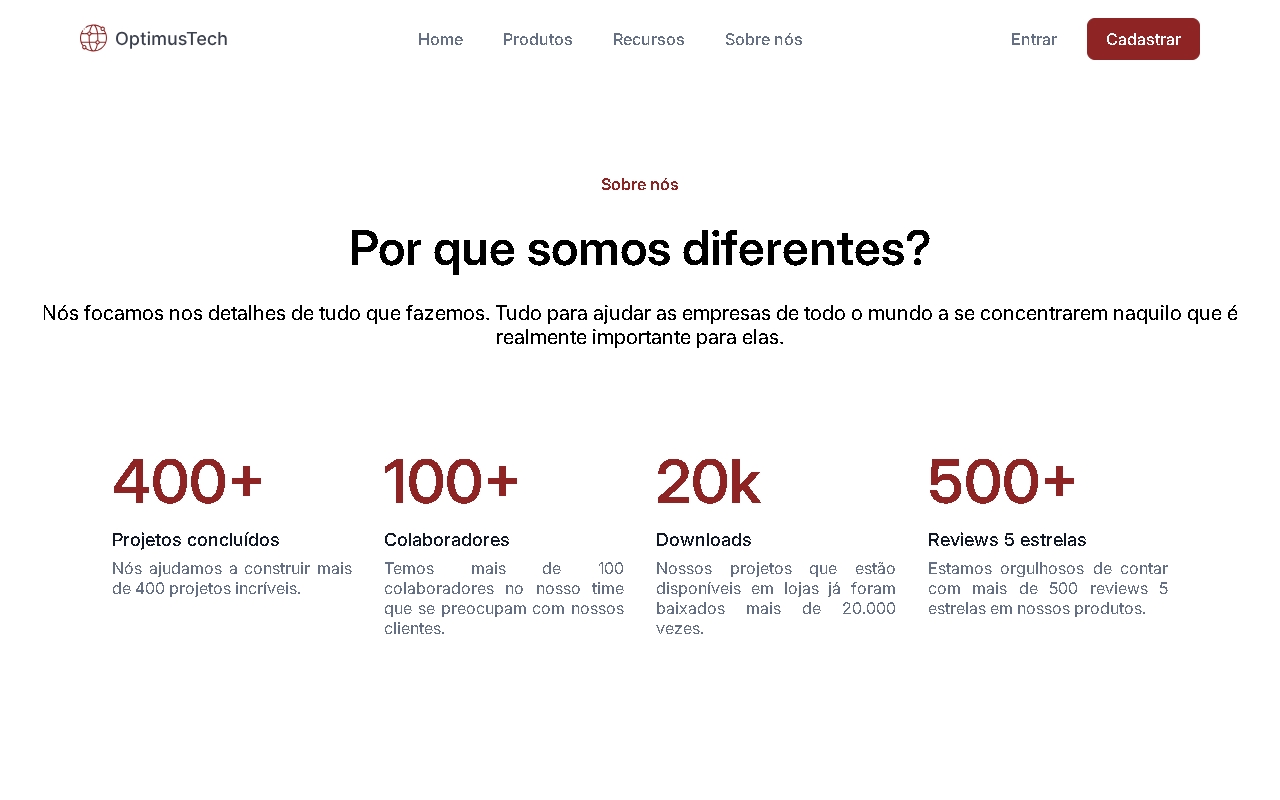 OptimusTech
Home
Produtos
Recursos
Sobre nós
Entrar
Cadastrar
Sobre nós
Por que somos diferentes?
Nós focamos nos detalhes de tudo que fazemos. Tudo para ajudar as empresas de todo o mundo a se concentrarem naquilo que é
realmente importante para elas.
400+
Projetos concluídos
Nós ajudamos a construir mais
de 400 projetos incríveis.
100+
Colaboradores
Temos mais de 100
colaboradores no nosso time
que se preocupam com nossos
clientes.
20k
Downloads
Nossos projetos que estão
disponíveis em lojas já foram
baixados mais de 20.000
vezes.
500+
Reviews 5 estrelas
Estamos orgulhosos de contar
com mais de 500 reviews 5
estrelas em nossos produtos.